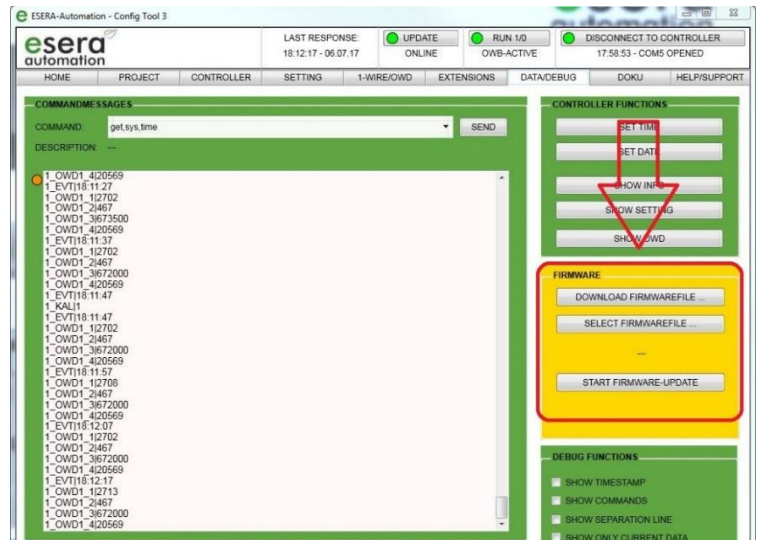 ESERA-Automation - Config Tool 3
esera
automation
LAST RESPONSE:
18:12:17 - 06.07.17
UPDATE
ONLINE
RUN 1/0
OWB-ACTIVE
DISCONNECT TO CONTROLLER
17:58:53 - COM5 OPENED
HOME PROJECT CONTROLLER SETTING 1-WIRE/OWD EXTENSIONS DATA/DEBUG DOKU HELP/SUPPORT
COMMANDMESSAGES
COMMAND: get,sys,time SEND
DESCRIPTION: ---
1_OWD1_4|20569
1_EVT|18:11:27
1_OWD1_1|2702
1_OWD1_2|467
1_OWD1_3|673500
1_OWD1_4|20569
1_EVT|18:11:37
1_OWD1_1|2702
1_OWD1_2|467
1_OWD1_3|672000
1_OWD1_4|20569
1_EVT|18:11:47
1_KAL|1
1_EVT|18:11:47
1_OWD1_1|2702
1_OWD1_2|467
1_OWD1_3|672000
1_OWD1_4|20569
1_EVT|18:11:57
1_OWD1_1|2708
1_OWD1_2|467
1_OWD1_3|672000
1_OWD1_4|20569
1_EVT|18:12:07
1_OWD1_1|2702
1_OWD1_2|467
1_OWD1_3|672000
1_OWD1_4|20569
1_EVT|18:12:17
1_OWD1_1|2713
1_OWD1_2|467
1_OWD1_3|672000
1_OWD1_4|20569
CONTROLLER FUNCTIONS
SET TIME
SET DATE
SHOW INFO
SHOW SETTING
SHOW OWD
FIRMWARE
DOWNLOAD FIRMWAREFILE ...
SELECT FIRMWAREFILE ...
---
START FIRMWARE-UPDATE
DEBUG FUNCTIONS
SHOW TIMESTAMP
SHOW COMMANDS
SHOW SEPARATION LINE
SHOW ONLY CURRENT DATA